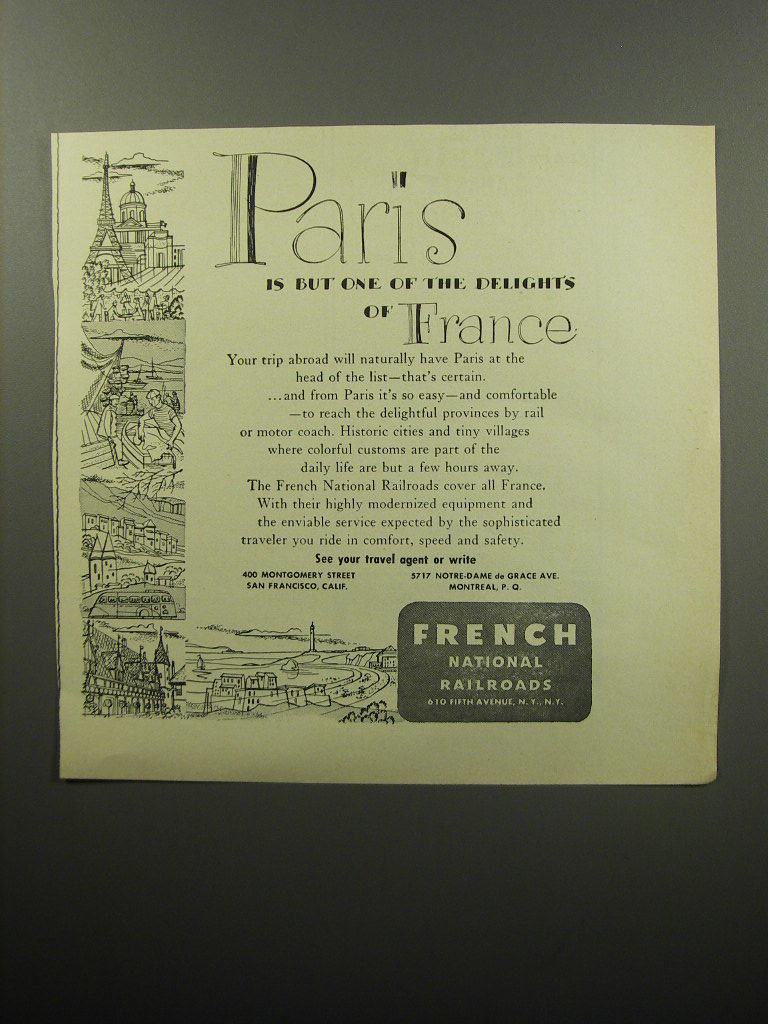 Paris
IS BUT ONE OF THE DELIGHTS
OF France
Your trip abroad will naturally have Paris at the
head of the list—that's certain.
...and from Paris it's so easy—and comfortable
—to reach the delightful provinces by rail
or motor coach. Historic cities and tiny villages
where colorful customs are part of the
daily life are but a few hours away.
The French National Railroads cover all France.
With their highly modernized equipment and
the enviable service expected by the sophisticated
traveler you ride in comfort, speed and safety.
See your travel agent or write
400 MONTGOMERY STREET
SAN FRANCISCO, CALIF.
5717 NOTRE-DAME de GRACE AVE.
MONTREAL, P. Q.
FRENCH
NATIONAL
RAILROADS
610 FIFTH AVENUE, N. Y., N.Y.